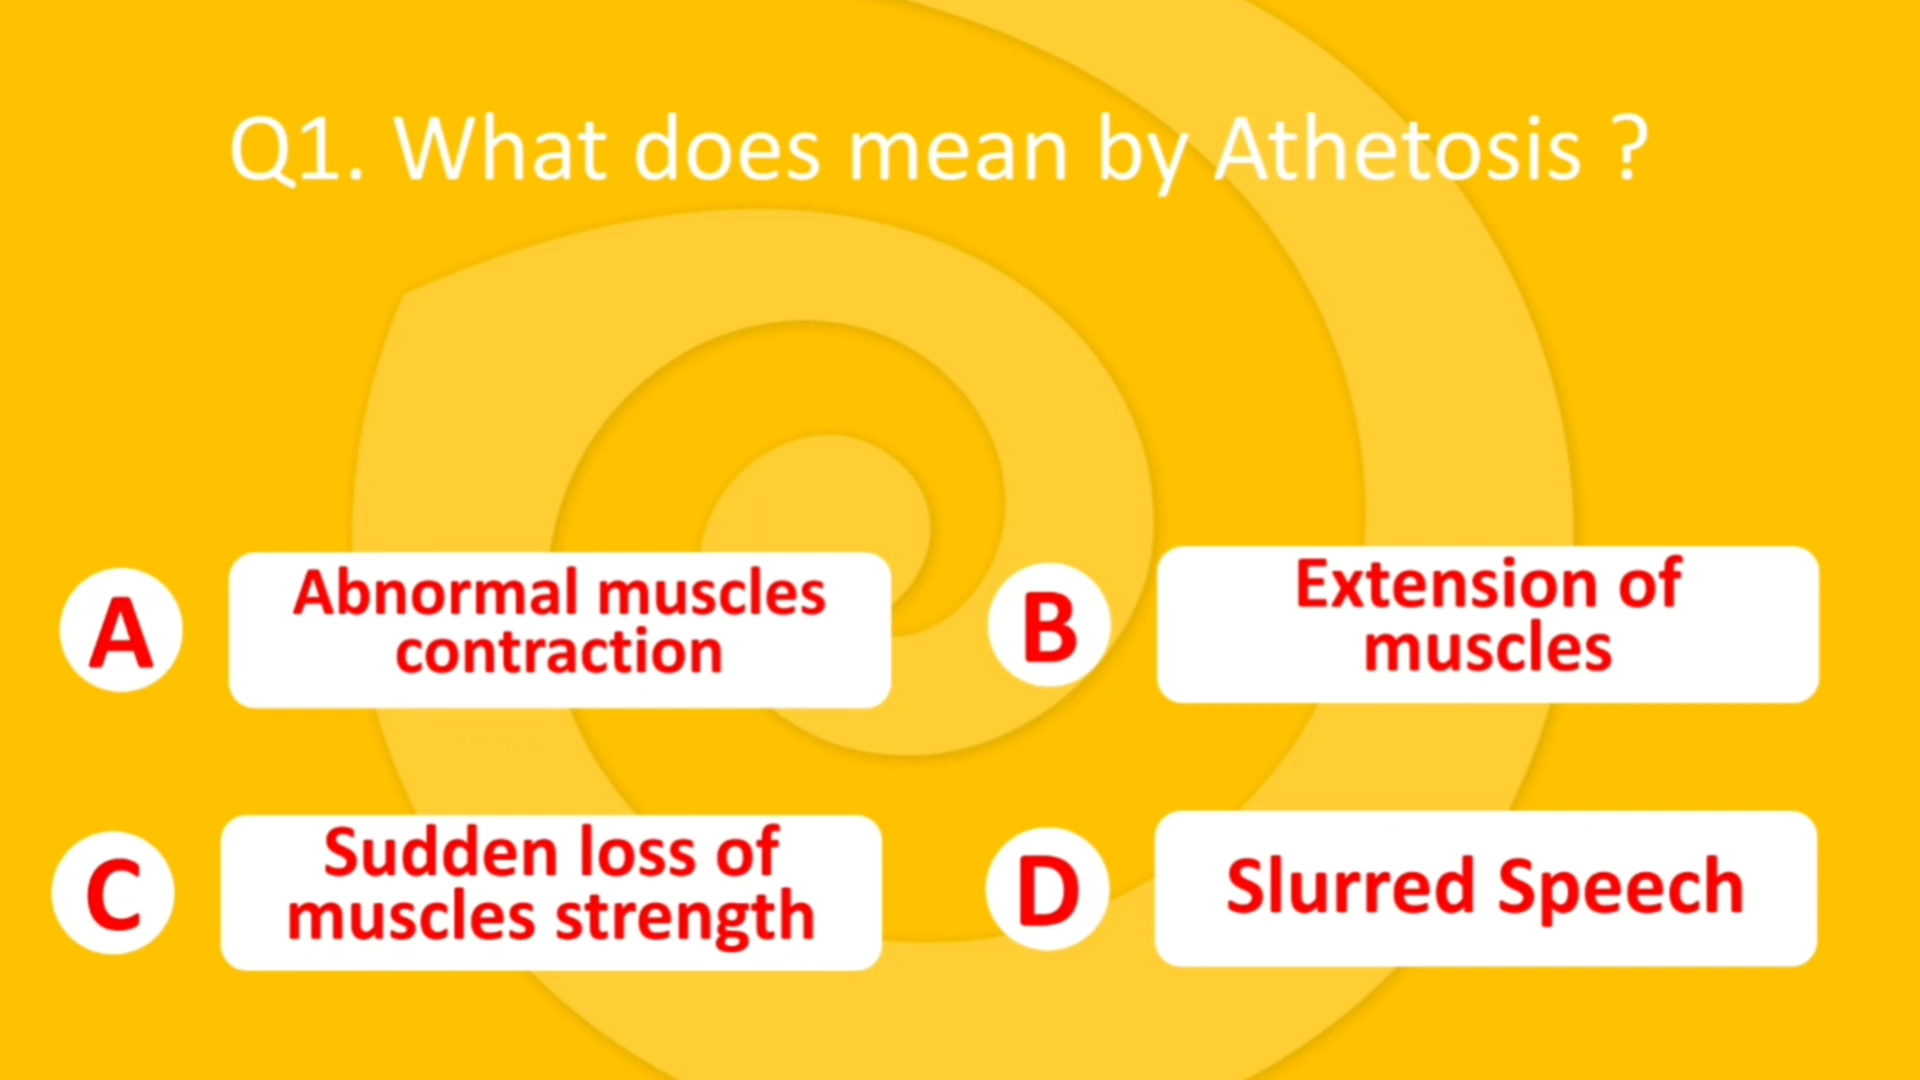 Q1. What does mean by Athetosis ?
A
Abnormal muscles
contraction
B
Extension of
muscles
C
Sudden loss of
muscles strength
D
Slurred Speech